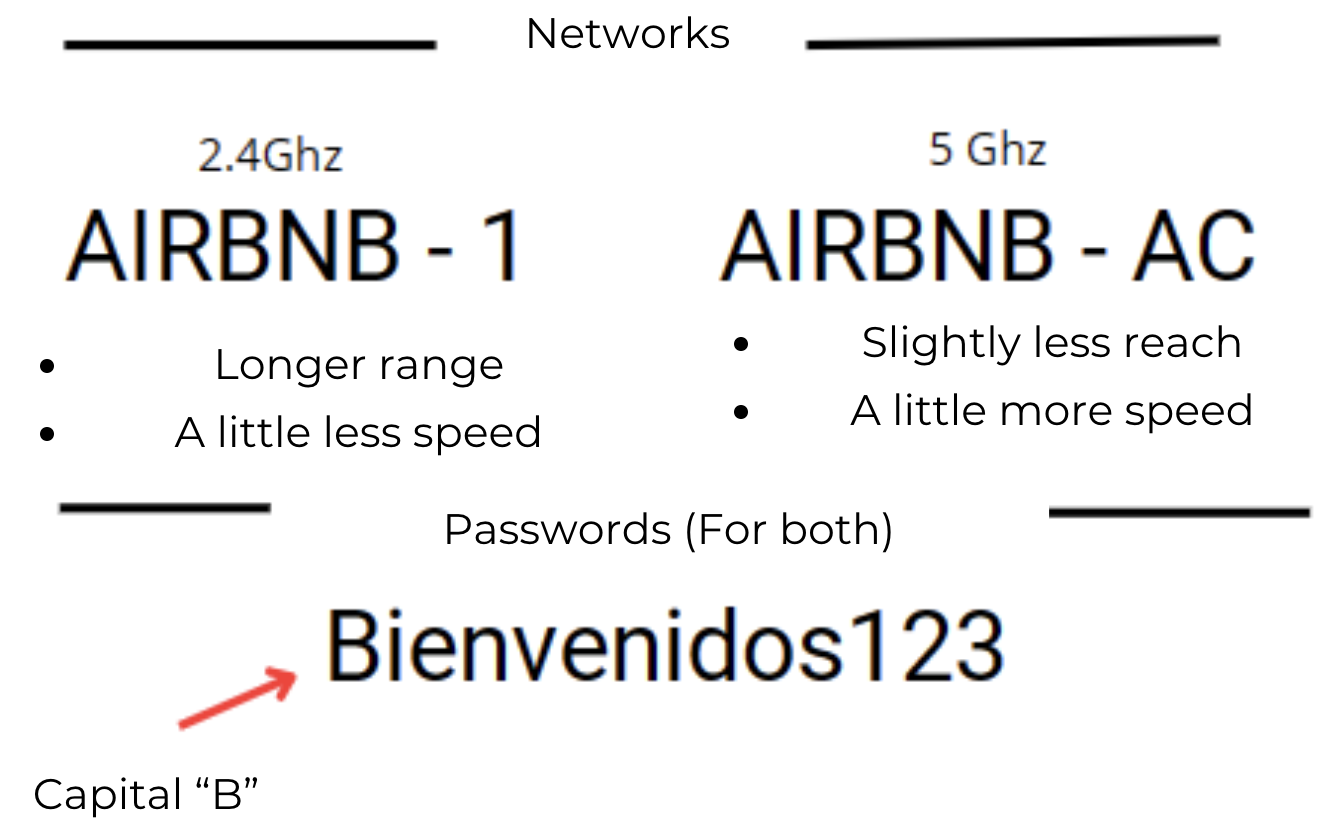 Networks
2.4Ghz
AIRBNB - 1
• Longer range
• A little less speed
5 Ghz
AIRBNB - AC
• Slightly less reach
• A little more speed
Passwords (For both)
Bienvenidos123
Capital “B”